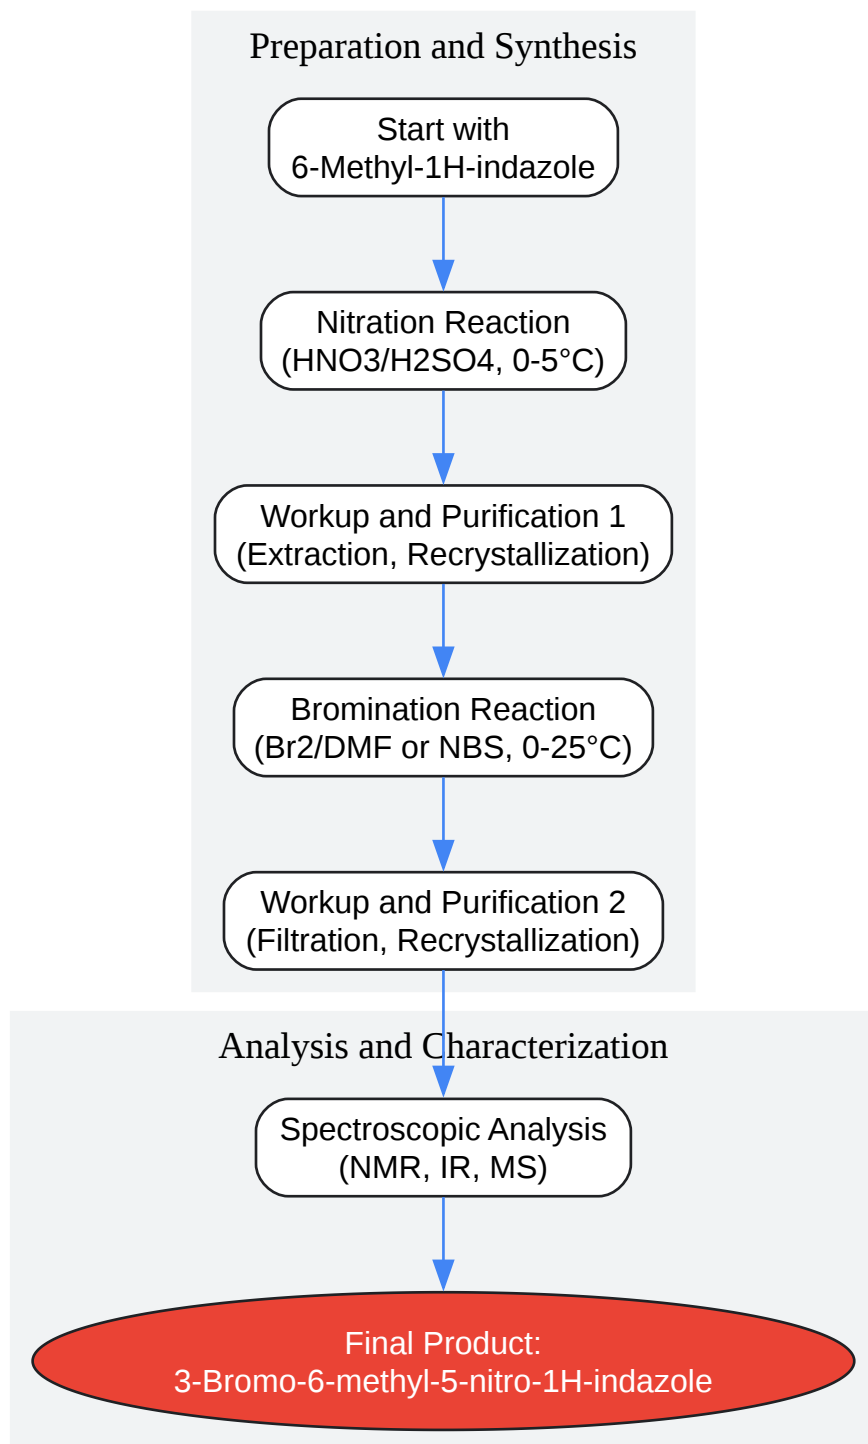 Preparation and Synthesis
Start with
6-Methyl-1H-indazole
Nitration Reaction
(HNO3/H2SO4, 0-5°C)
Workup and Purification 1
(Extraction, Recrystallization)
Bromination Reaction
(Br2/DMF or NBS, 0-25°C)
Workup and Purification 2
(Filtration, Recrystallization)
Analysis and Characterization
Spectroscopic Analysis
(NMR, IR, MS)
Final Product:
3-Bromo-6-methyl-5-nitro-1H-indazole